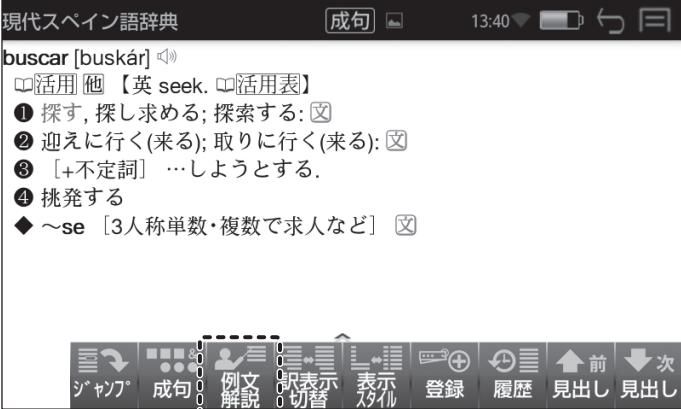 現代スペイン語辞典 成句 13:40
buscar [buskár]
活用 他 【英 seek. 活用表】
❶ 探す, 探し求める; 探索する: 文
❷ 迎えに行く(来る); 取りに行く(来る): 文
❸ ［+不定詞］ …しようとする.
❹ 挑発する
◆ ～se ［3人称単数・複数で求人など］ 文
ジャンプ 成句 例文解説 訳表示切替 表示スタイル 登録 履歴 前見出し 次見出し